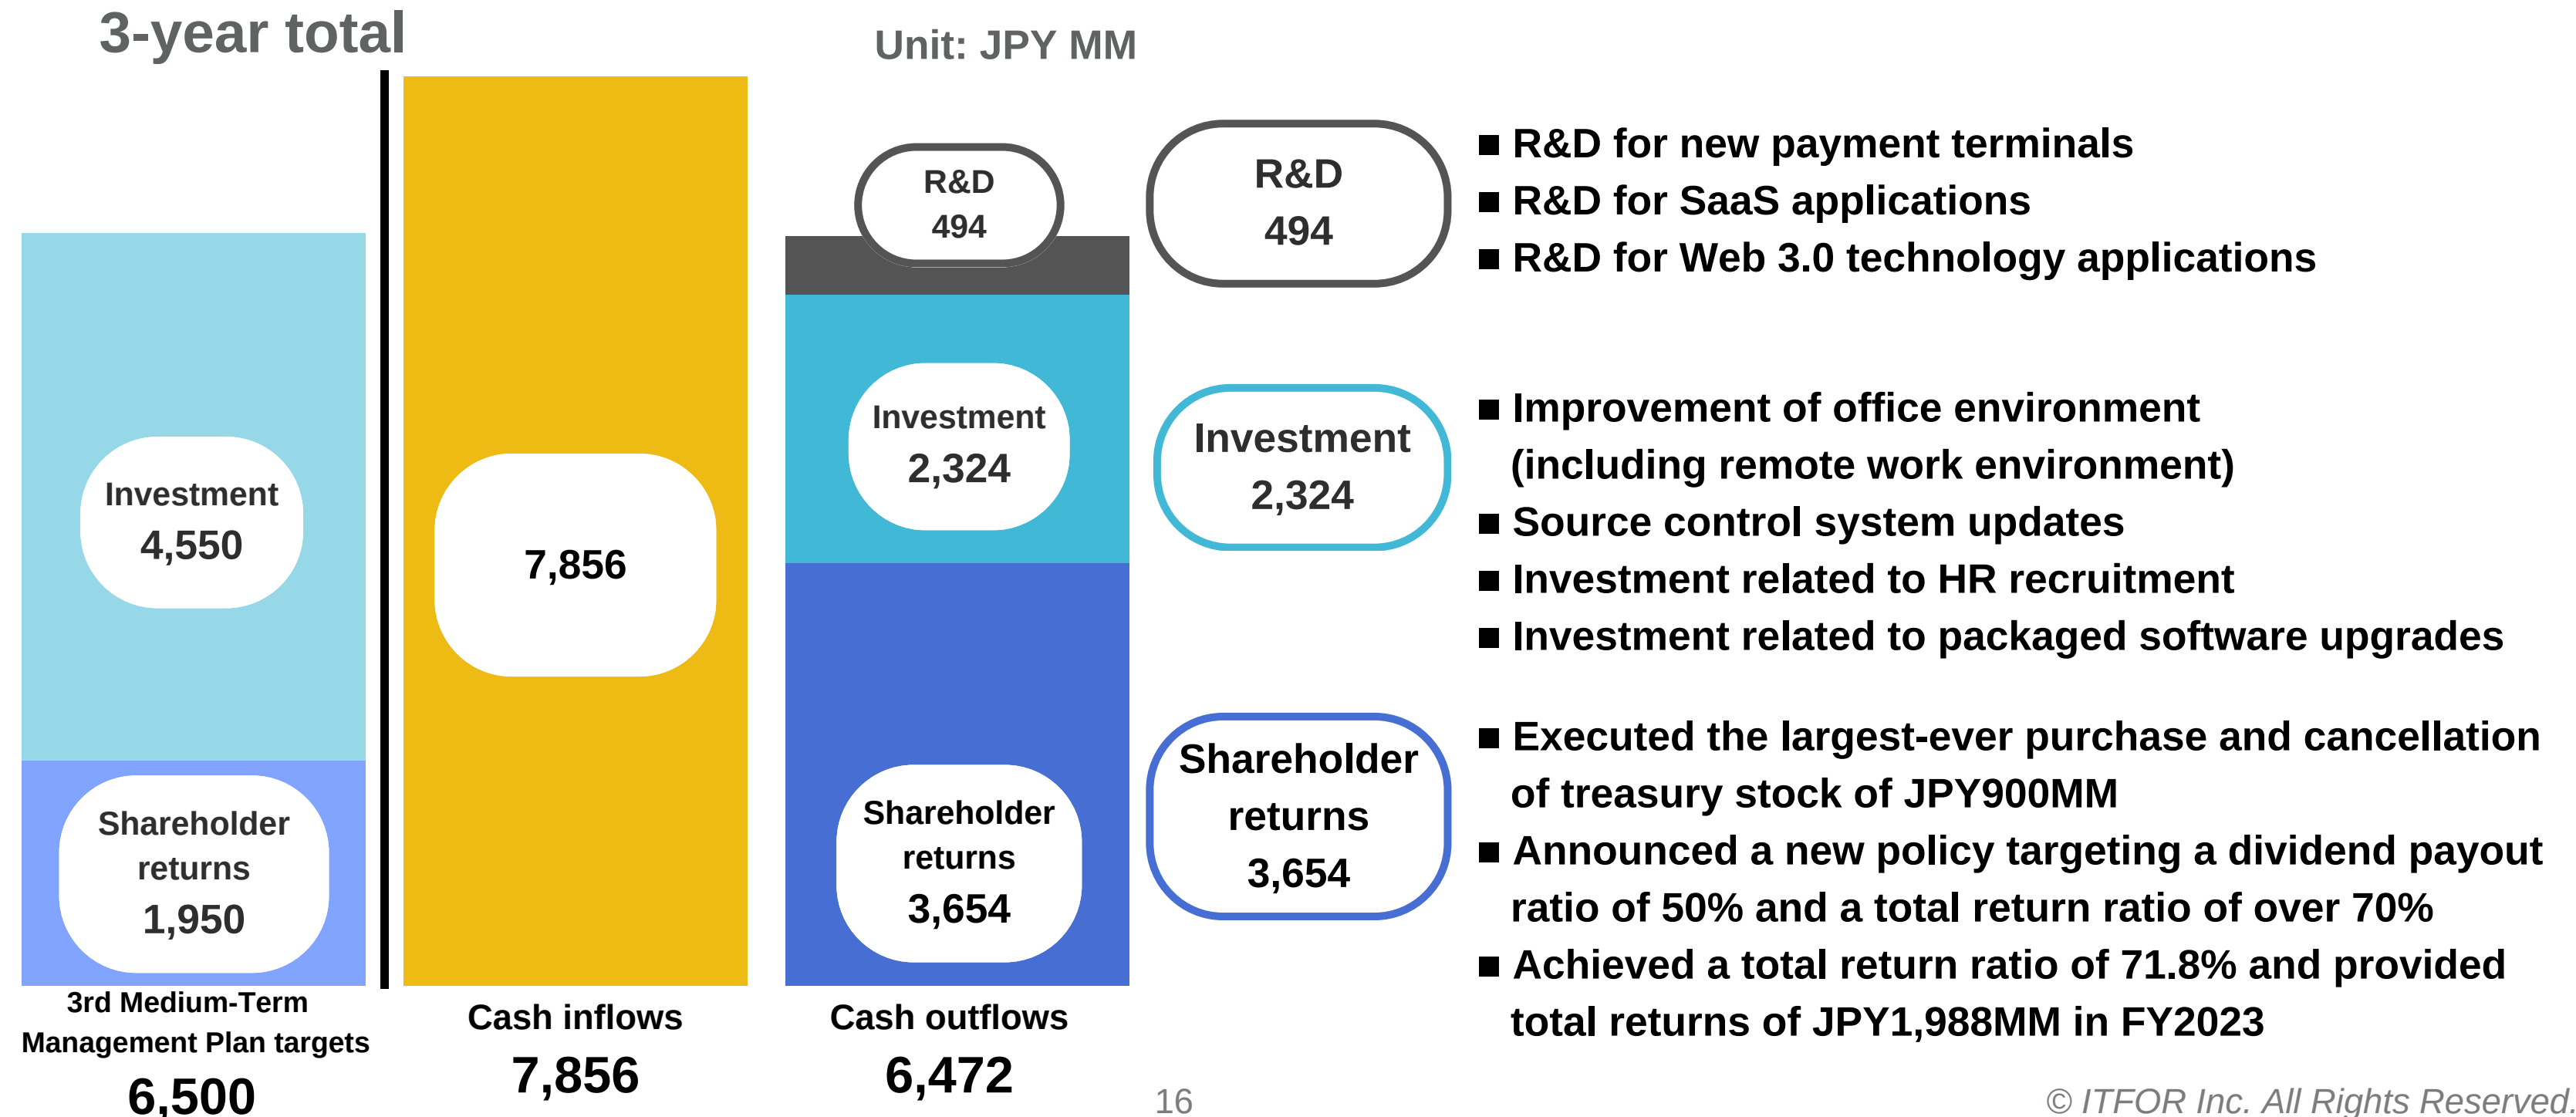 3-year total
Unit: JPY MM
Investment
4,550
Shareholder
returns
1,950
3rd Medium-Term
Management Plan targets
6,500
7,856
Cash inflows
7,856
R&D
494
Investment
2,324
Shareholder
returns
3,654
Cash outflows
6,472
R&D
494
■ R&D for new payment terminals
■ R&D for SaaS applications
■ R&D for Web 3.0 technology applications
Investment
2,324
■ Improvement of office environment
(including remote work environment)
■ Source control system updates
■ Investment related to HR recruitment
■ Investment related to packaged software upgrades
Shareholder
returns
3,654
■ Executed the largest-ever purchase and cancellation
of treasury stock of JPY900MM
■ Announced a new policy targeting a dividend payout
ratio of 50% and a total return ratio of over 70%
■ Achieved a total return ratio of 71.8% and provided
total returns of JPY1,988MM in FY2023
16
© ITFOR Inc. All Rights Reserved.